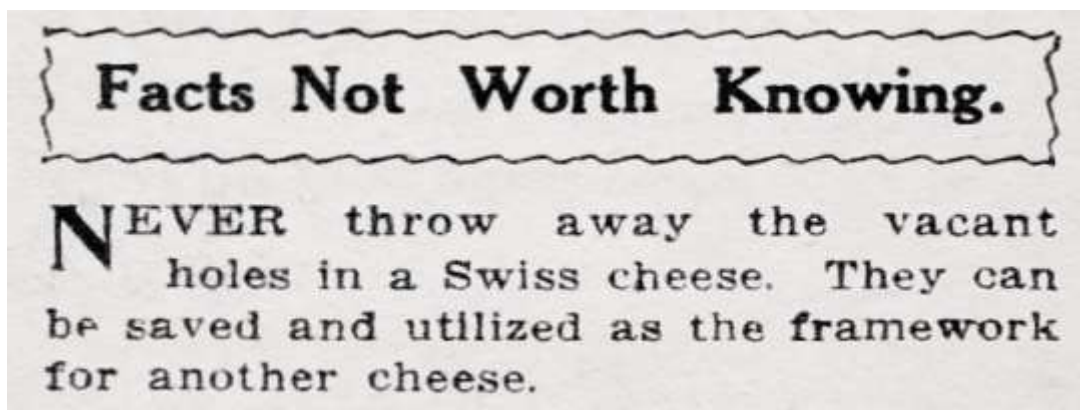 Facts Not Worth Knowing.
NEVER throw away the vacant
holes in a Swiss cheese. They can
be saved and utilized as the framework
for another cheese.